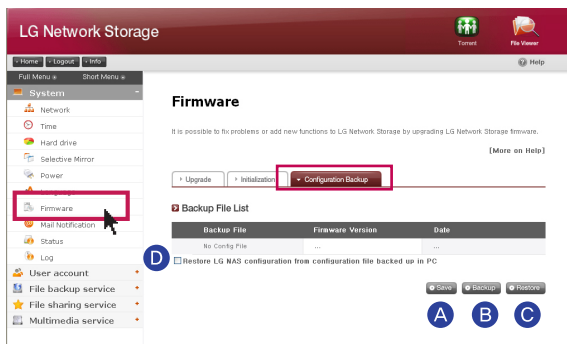 LG Network Storage
Torrent
File Viewer
Home Logout Info
Help
Full Menu Short Menu
System
Network
Time
Hard drive
Selective Mirror
Power
Firmware
Mail Notification
Status
Log
User account
File backup service
File sharing service
Multimedia service
Firmware
It is possible to fix problems or add new functions to LG Network Storage by upgrading LG Network Storage firmware.
[More on Help]
Upgrade Initialization Configuration Backup
Backup File List
Backup File Firmware Version Date
No Config File ... ...
D Restore LG NAS configuration from configuration file backed up in PC
Save Backup Restore
A B C